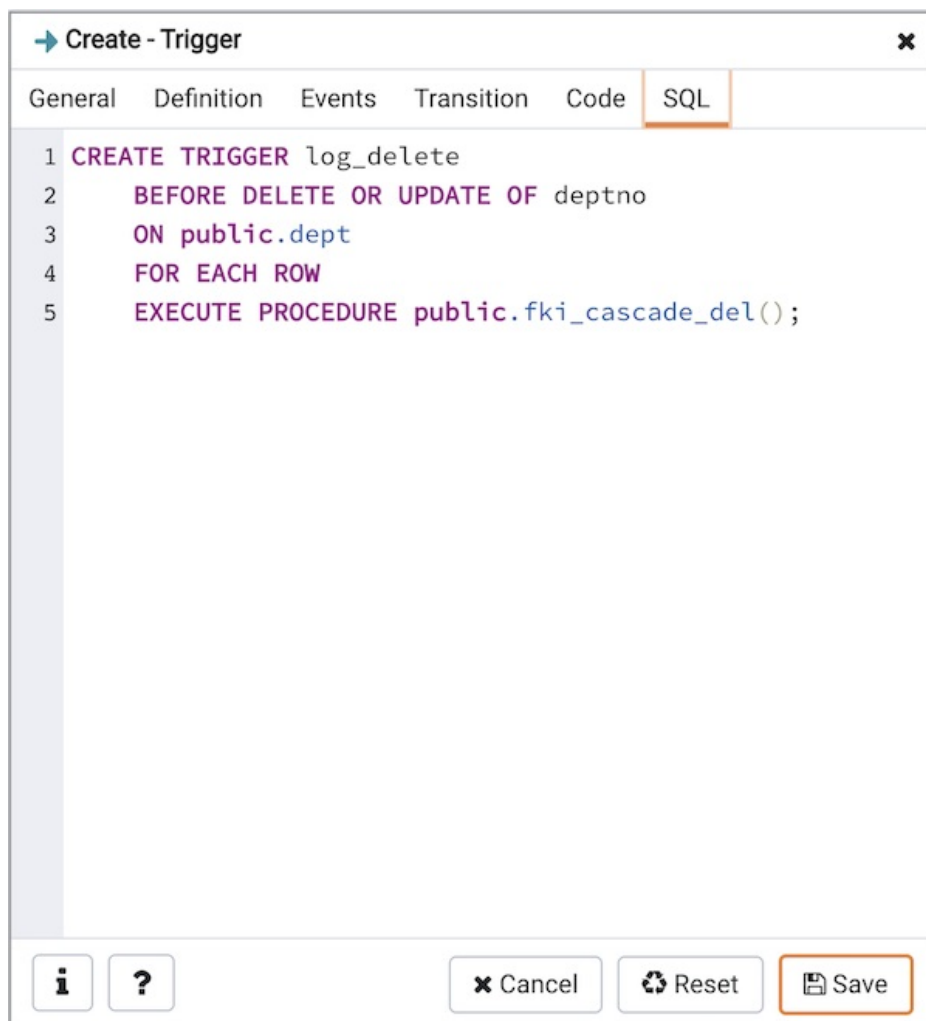 Create - Trigger
General Definition Events Transition Code SQL
1 CREATE TRIGGER log_delete
2 BEFORE DELETE OR UPDATE OF deptno
3 ON public.dept
4 FOR EACH ROW
5 EXECUTE PROCEDURE public.fki_cascade_del();
i ? Cancel Reset Save